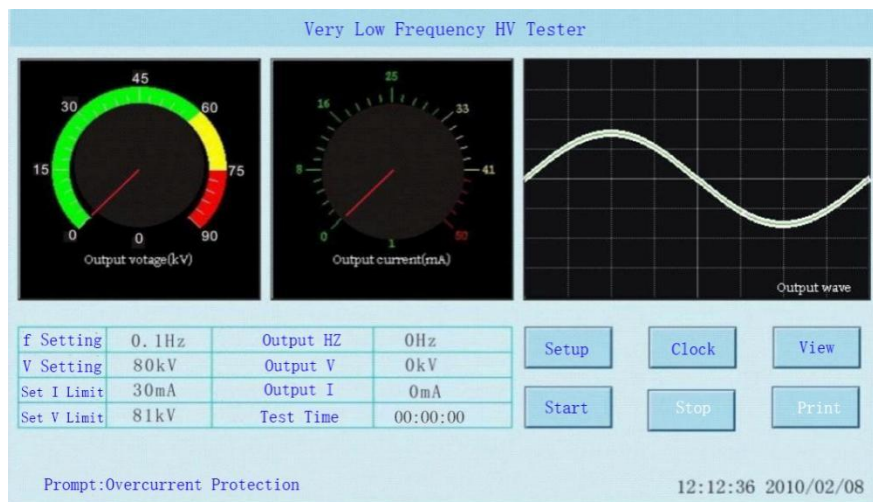 Very Low Frequency HV Tester
45
30 60
15 75
0 0 90
Output votage(kV)
25
16 33
8 41
0 1 50
Output current(mA)
Output wave
f Setting 0.1Hz Output HZ 0Hz
V Setting 80kV Output V 0kV
Set I Limit 30mA Output I 0mA
Set V Limit 81kV Test Time 00:00:00
Setup Clock View
Start Stop Print
Prompt:Overcurrent Protection
12:12:36 2010/02/08